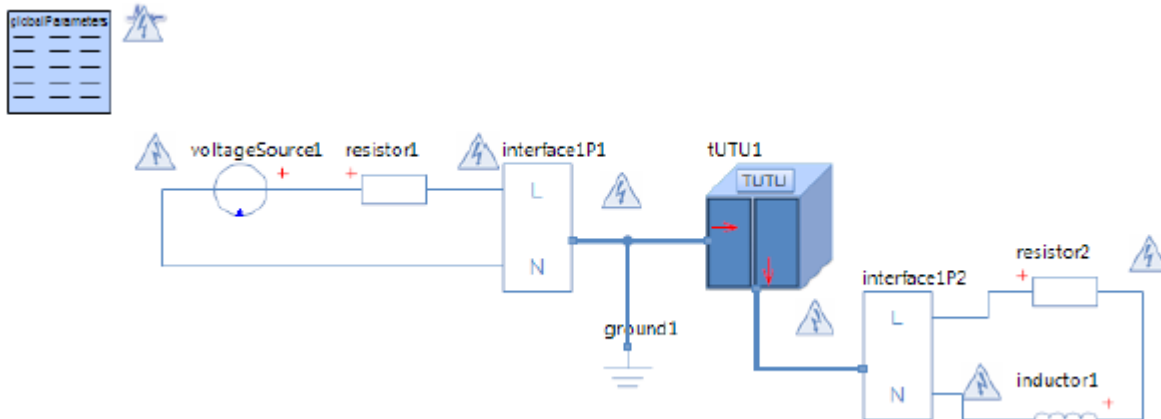 globalParameters
voltageSource1
resistor1
interface1P1
tUTU1
+
+
L
TUTU
N
resistor2
+
interface1P2
L
ground1
N
inductor1
+